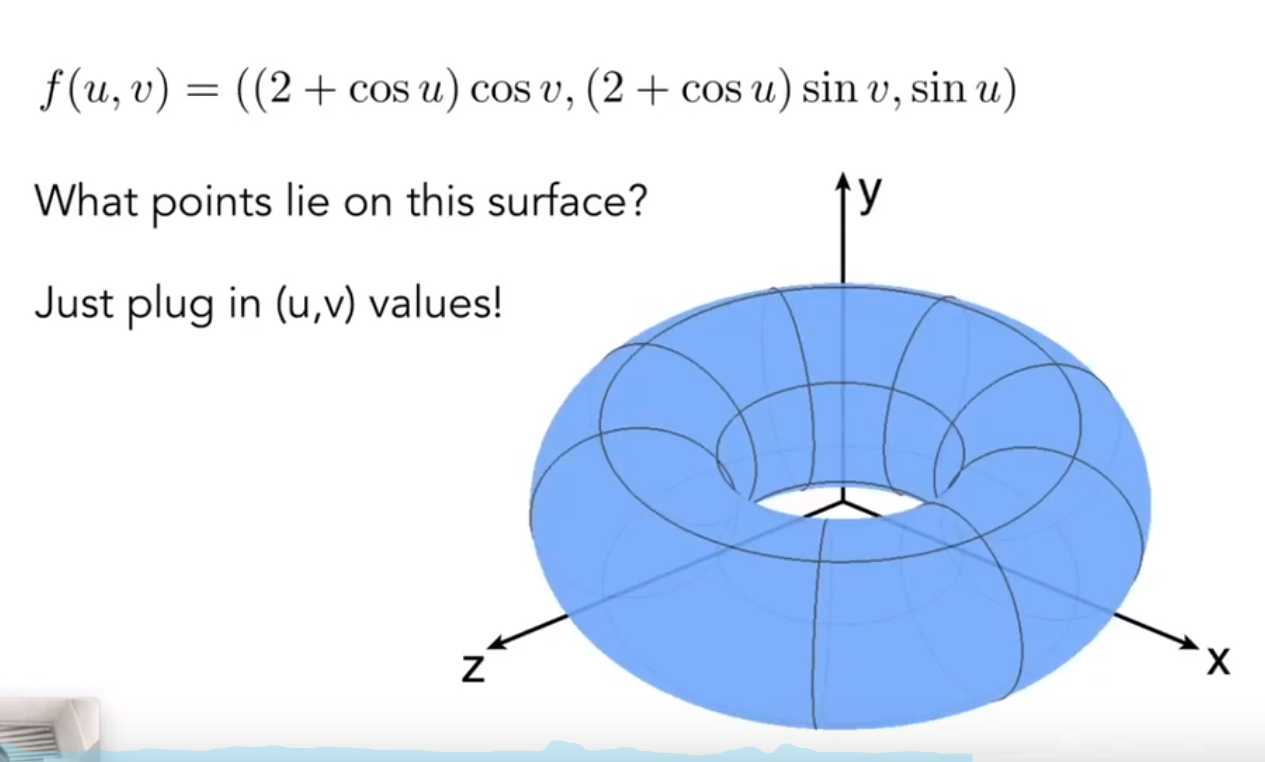 f(u, v) = ((2 + cos u) cos v, (2 + cos u) sin v, sin u)
What points lie on this surface?
y
Just plug in (u,v) values!
z
x